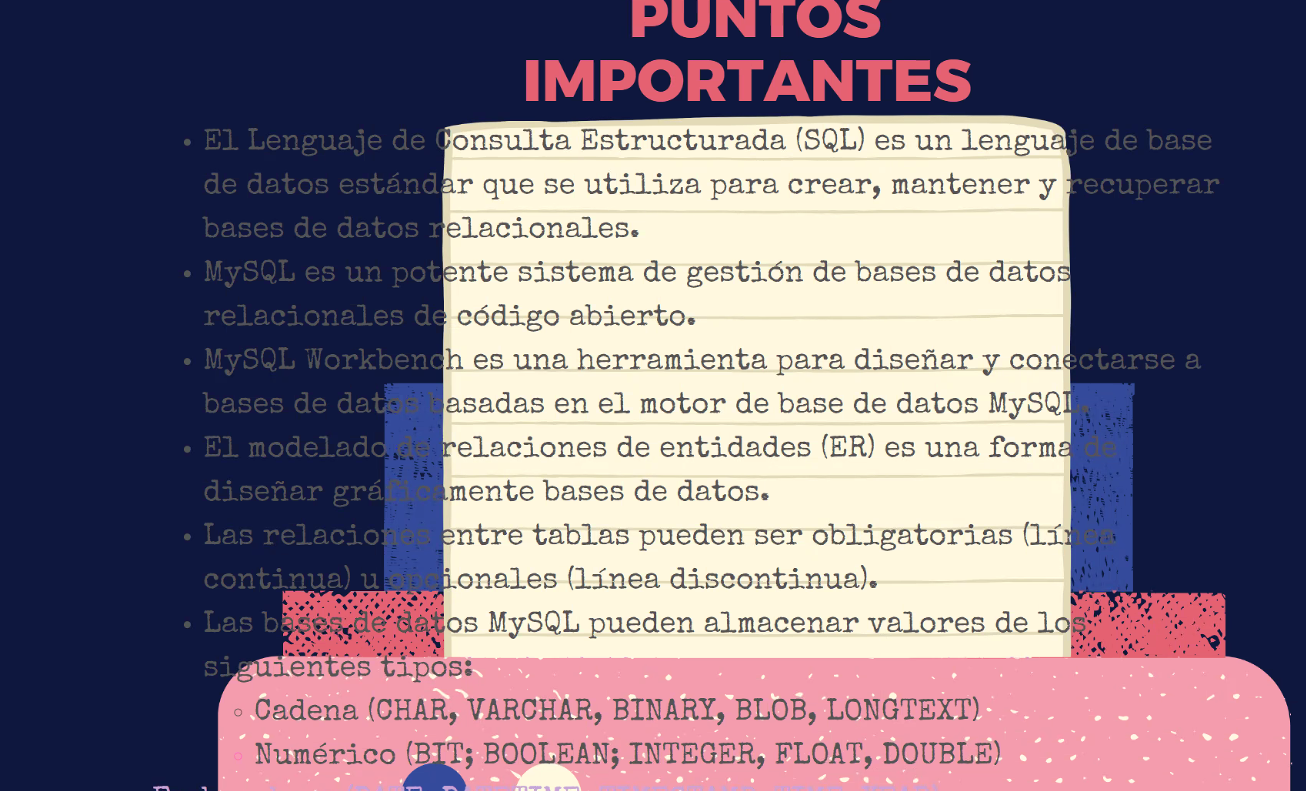 PUNTOS
IMPORTANTES
• El Lenguaje de Consulta Estructurada (SQL) es un lenguaje de base
de datos estándar que se utiliza para crear, mantener y recuperar
bases de datos relacionales.
• MySQL es un potente sistema de gestión de bases de datos
relacionales de código abierto.
• MySQL Workbench es una herramienta para diseñar y conectarse a
bases de datos basadas en el motor de base de datos MySQL.
• El modelado de relaciones de entidades (ER) es una forma de
diseñar gráficamente bases de datos.
• Las relaciones entre tablas pueden ser obligatorias (línea
continua) u opcionales (línea discontinua).
• Las bases de datos MySQL pueden almacenar valores de los
siguientes tipos:
◦ Cadena (CHAR, VARCHAR, BINARY, BLOB, LONGTEXT)
◦ Numérico (BIT; BOOLEAN; INTEGER, FLOAT, DOUBLE)